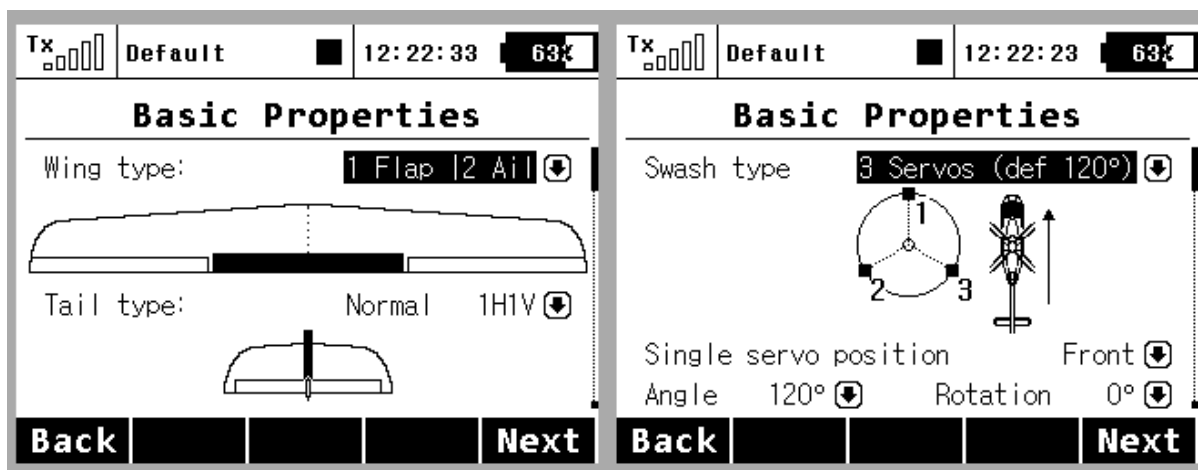 Tx Default 12:22:33 63%
Basic Properties
Wing type: 1 Flap |2 Ail
Tail type: Normal 1H1V
Back Next
Tx Default 12:22:23 63%
Basic Properties
Swash type 3 Servos (def 120°)
1
2 3
Single servo position Front
Angle 120° Rotation 0°
Back Next